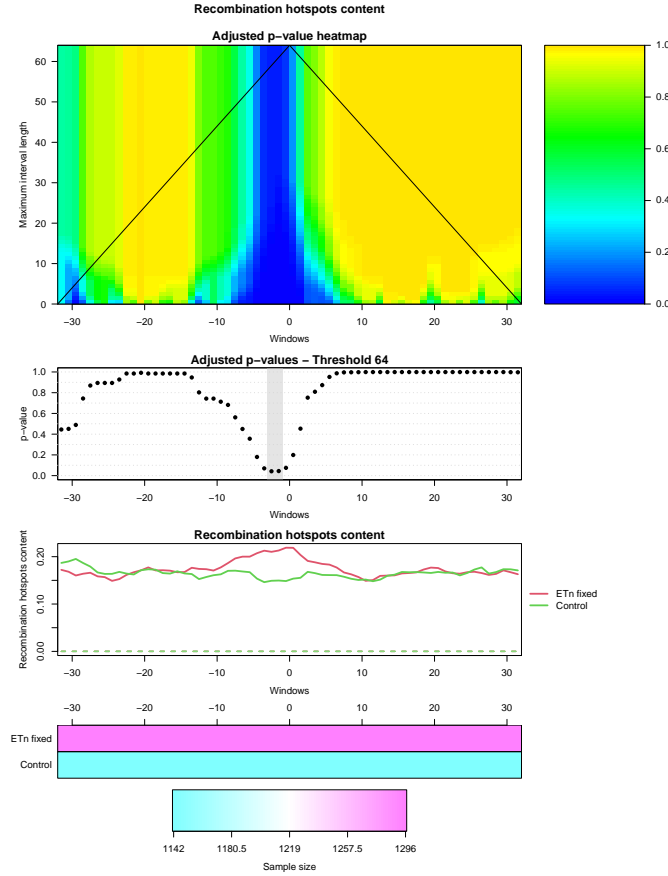 Recombination hotspots content
Adjusted p−value heatmap
Maximum interval length
60
50
40
30
20
10
0
−30 −20 −10 0 10 20 30
Windows
1.0
0.8
0.6
0.4
0.2
0.0
Adjusted p−values − Threshold 64
p−value
1.0
0.8
0.6
0.4
0.2
0.0
−30 −20 −10 0 10 20 30
Windows
Recombination hotspots content
Recombination hotspots content
0.20
0.10
0.00
−30 −20 −10 0 10 20 30
Windows
ETn fixed
Control
−30 −20 −10 0 10 20 30
ETn fixed
Control
1142 1180.5 1219 1257.5 1296
Sample size